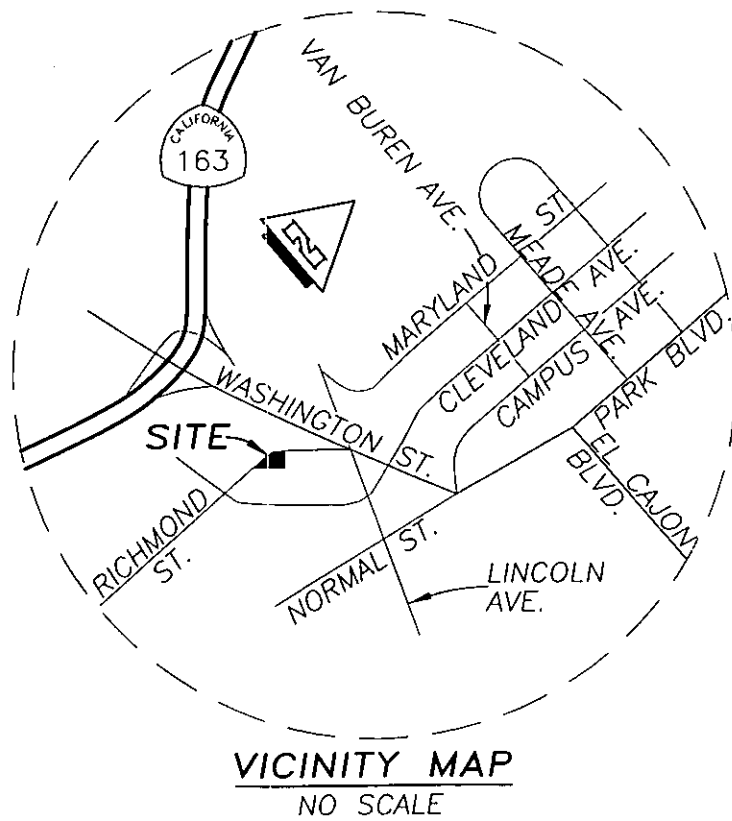 VAN BUREN AVE.
CALIFORNIA
163
N
MARYLAND ST.
MEADE AVE.
CLEVELAND AVE.
CAMPUS AVE.
PARK BLVD.
WASHINGTON ST.
SITE
EL CAJON
BLVD.
RICHMOND
ST.
NORMAL ST.
LINCOLN
AVE.
VICINITY MAP
NO SCALE